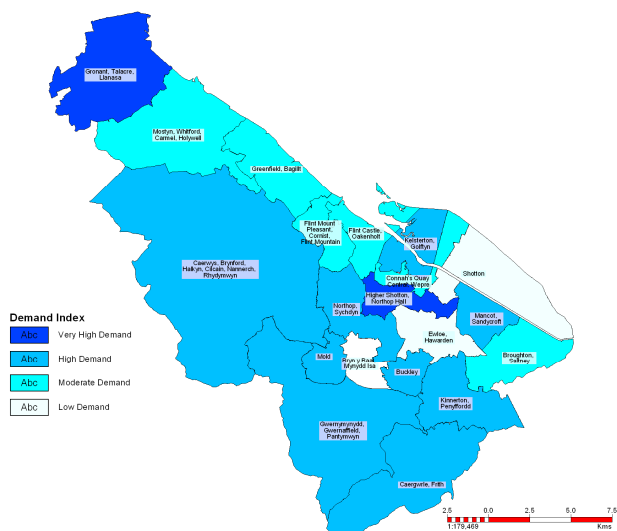 Gronant, Talacre,
Llanasa
Mostyn, Whitford,
Carmel, Holywell
Greenfield, Bagillt
Flint Mount
Pleasant,
Cornist,
Flint Mountain
Flint Castle,
Oakenholt
Kelsterton,
Golftyn
Caerwys, Brynford,
Halkyn, Cilcain, Nannerch,
Rhydymwyn
Connah's Quay
Central, Wepre
Shotton
Higher Shotton,
Northop Hall
Northop,
Sychdyn
Mancot,
Sandycroft
Ewloe,
Hawarden
Broughton,
Saltney
Mold
Bryn y Baal
Mynydd Isa
Buckley
Kinnerton,
Penyffordd
Gwernymynydd,
Gwernaffield,
Pantymwyn
Caergwrle, Frith
Demand Index
Abc Very High Demand
Abc High Demand
Abc Moderate Demand
Abc Low Demand
2.5 0.0 2.5 5.0 7.5
1:179,469 Kms